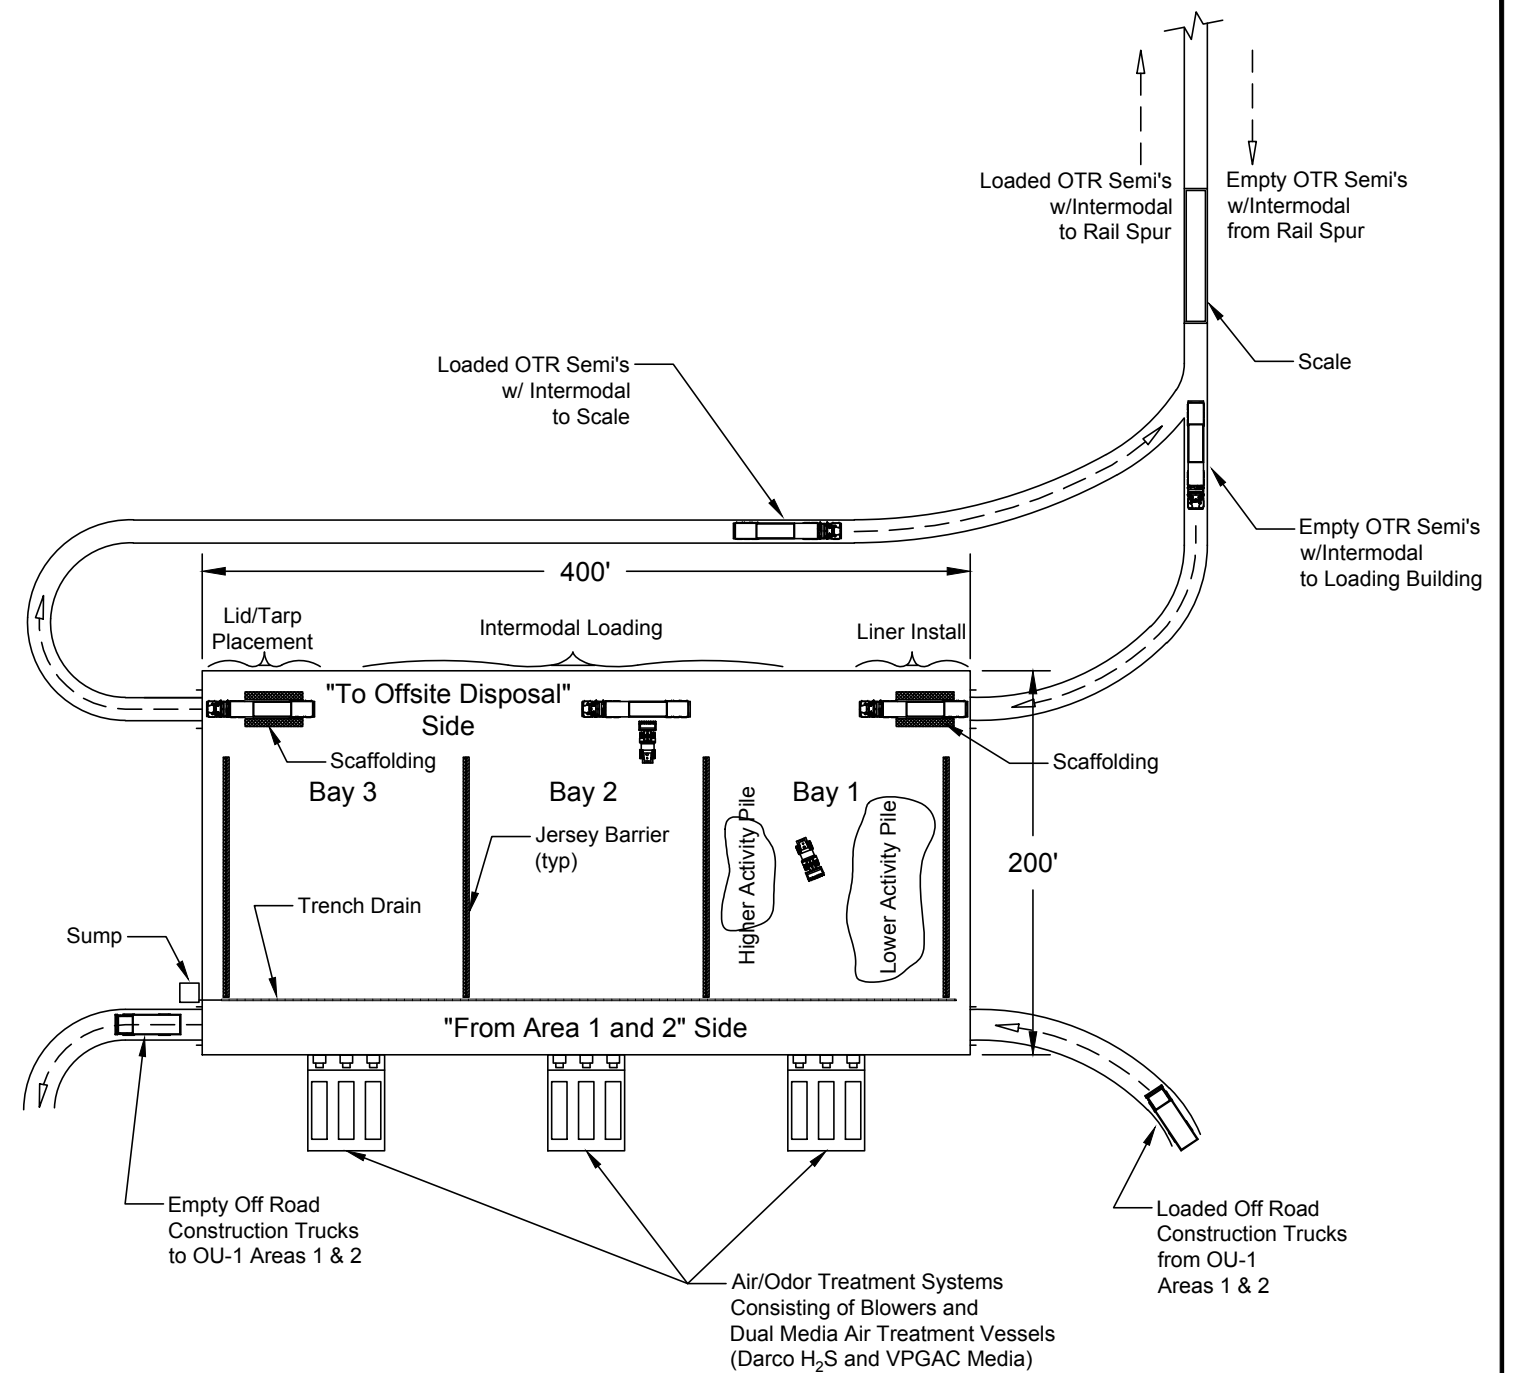 Loaded OTR Semi's
w/Intermodal
to Rail Spur
Empty OTR Semi's
w/Intermodal
from Rail Spur
Scale
Loaded OTR Semi's
w/ Intermodal
to Scale
Empty OTR Semi's
w/Intermodal
to Loading Building
400'
Lid/Tarp
Placement
Intermodal Loading
Liner Install
"To Offsite Disposal"
Side
Scaffolding
Scaffolding
Bay 3
Bay 2
Bay 1
Higher Activity Pile
Lower Activity Pile
Jersey Barrier
(typ)
200'
Trench Drain
Sump
"From Area 1 and 2" Side
Empty Off Road
Construction Trucks
to OU-1 Areas 1 & 2
Loaded Off Road
Construction Trucks
from OU-1
Areas 1 & 2
Air/Odor Treatment Systems
Consisting of Blowers and
Dual Media Air Treatment Vessels
(Darco H₂S and VPGAC Media)